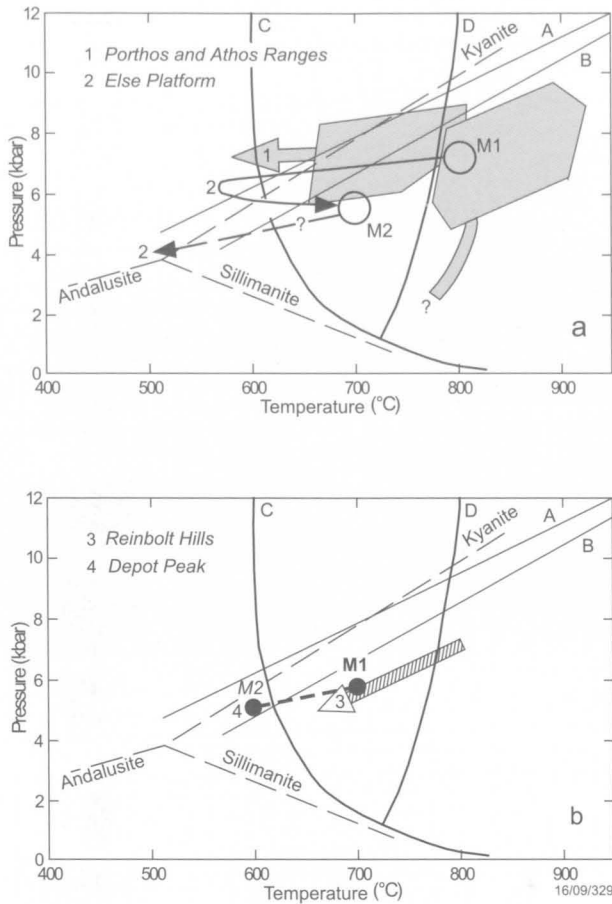 C
D
12
A
1 Porthos and Athos Ranges
Kyanite
2 Else Platform
B
10
8
M1
1
2
6
Pressure (kbar)
M2
?
2
4
Andalusite
Sillimanite
?
2
a
0
400
500
600
700
800
900
Temperature (°C)
12
C
D
3 Reinbolt Hills
A
Kyanite
4 Depot Peak
B
10
8
Pressure (kbar)
M1
6
M2
4
3
4
Andalusite
Sillimanite
2
b
0
400
500
600
700
800
900
Temperature (°C)
16/09/329